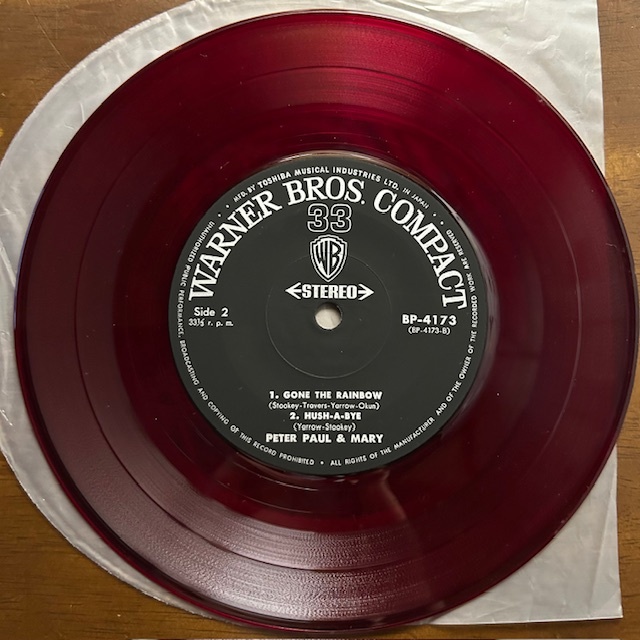 • MFD. BY TOSHIBA MUSICAL INDUSTRIES LTD. IN JAPAN •
WARNER BROS. COMPACT
33
WB
STEREO
Side 2
33⅓ r. p. m.
BP-4173
(BP-4173-B)
1. GONE THE RAINBOW
(Stookey-Travers-Yarrow-Okun)
2. HUSH-A-BYE
(Yarrow-Stookey)
PETER PAUL & MARY
UNAUTHORIZED PUBLIC PERFORMANCE, BROADCASTING AND COPYING OF THIS RECORD PROHIBITED • ALL RIGHTS OF THE MANUFACTURER AND OF THE OWNER OF THE RECORDED WORK ARE RESERVED